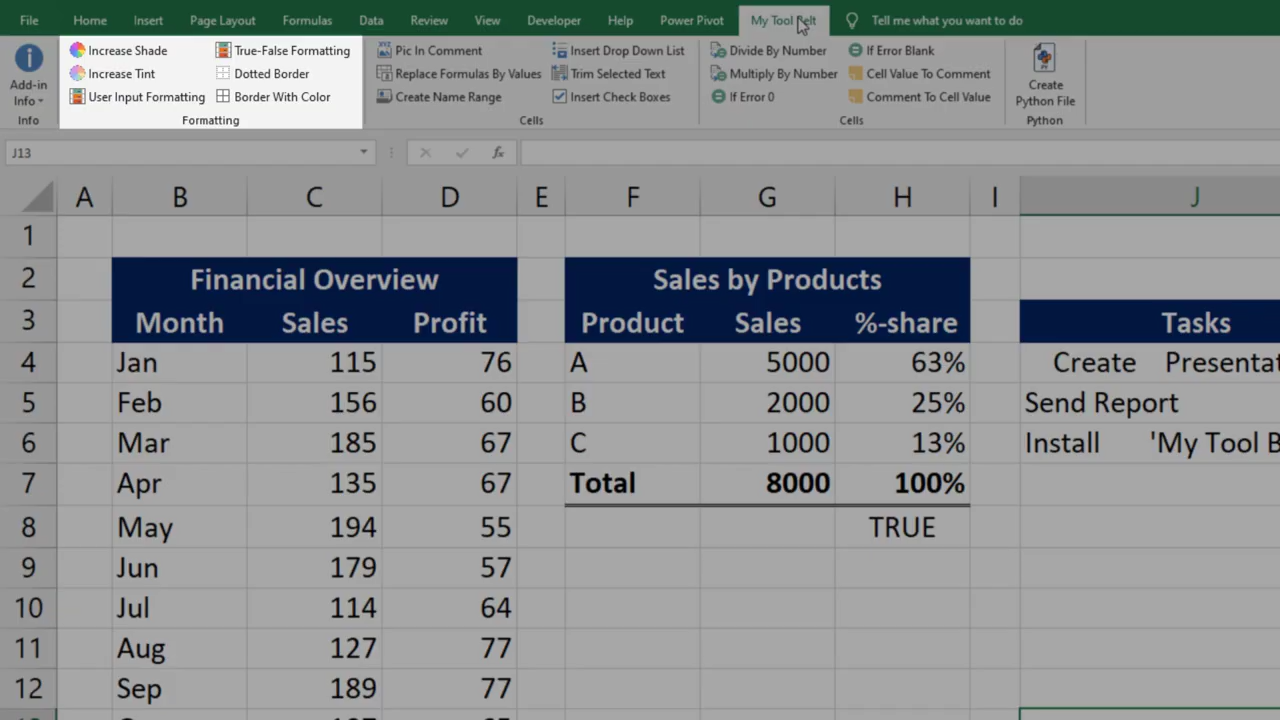 File Home Insert Page Layout Formulas Data Review View Developer Help Power Pivot My Tool Belt Tell me what you want to do
Increase Shade True-False Formatting Pic In Comment Insert Drop Down List Divide By Number If Error Blank
Increase Tint Dotted Border Replace Formulas By Values Trim Selected Text Multiply By Number Cell Value To Comment
User Input Formatting Border With Color Create Name Range Insert Check Boxes If Error 0 Comment To Cell Value
Add-in
Info
Create
Python File
Info Formatting Cells Cells Python
J13 fx
A B C D E F G H I J
1
2 Financial Overview Sales by Products
3 Month Sales Profit Product Sales %-share Tasks
4 Jan 115 76 A 5000 63% Create Presentat
5 Feb 156 60 B 2000 25% Send Report
6 Mar 185 67 C 1000 13% Install 'My Tool B
7 Apr 135 67 Total 8000 100%
8 May 194 55 TRUE
9 Jun 179 57
10 Jul 114 64
11 Aug 127 77
12 Sep 189 77